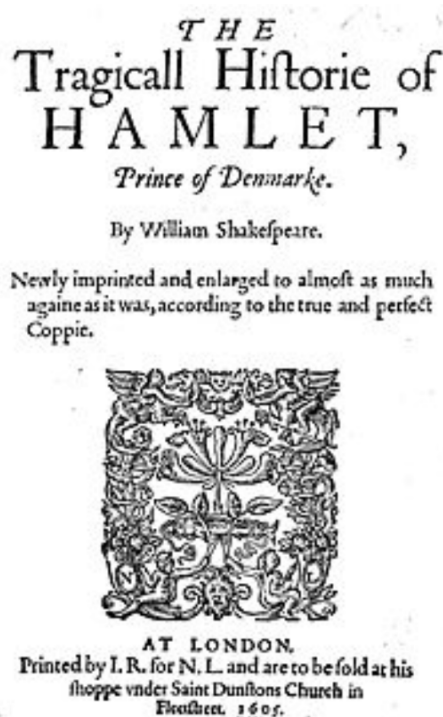 THE
Tragicall Hiſtorie of
HAMLET,
Prince of Denmarke.
By William Shakeſpeare.
Newly imprinted and enlarged to almoſt as much
againe as it was, according to the true and perfect
Coppie.
AT LONDON,
Printed by I. R. for N. L. and are to be ſold at his
ſhoppe vnder Saint Dunſtons Church in
Fleetſtreet. 1605.